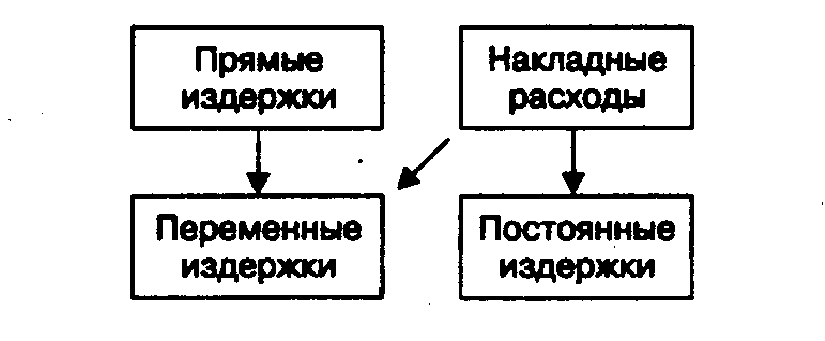 Прямые
издержки
Накладные
расходы
Переменные
издержки
Постоянные
издержки